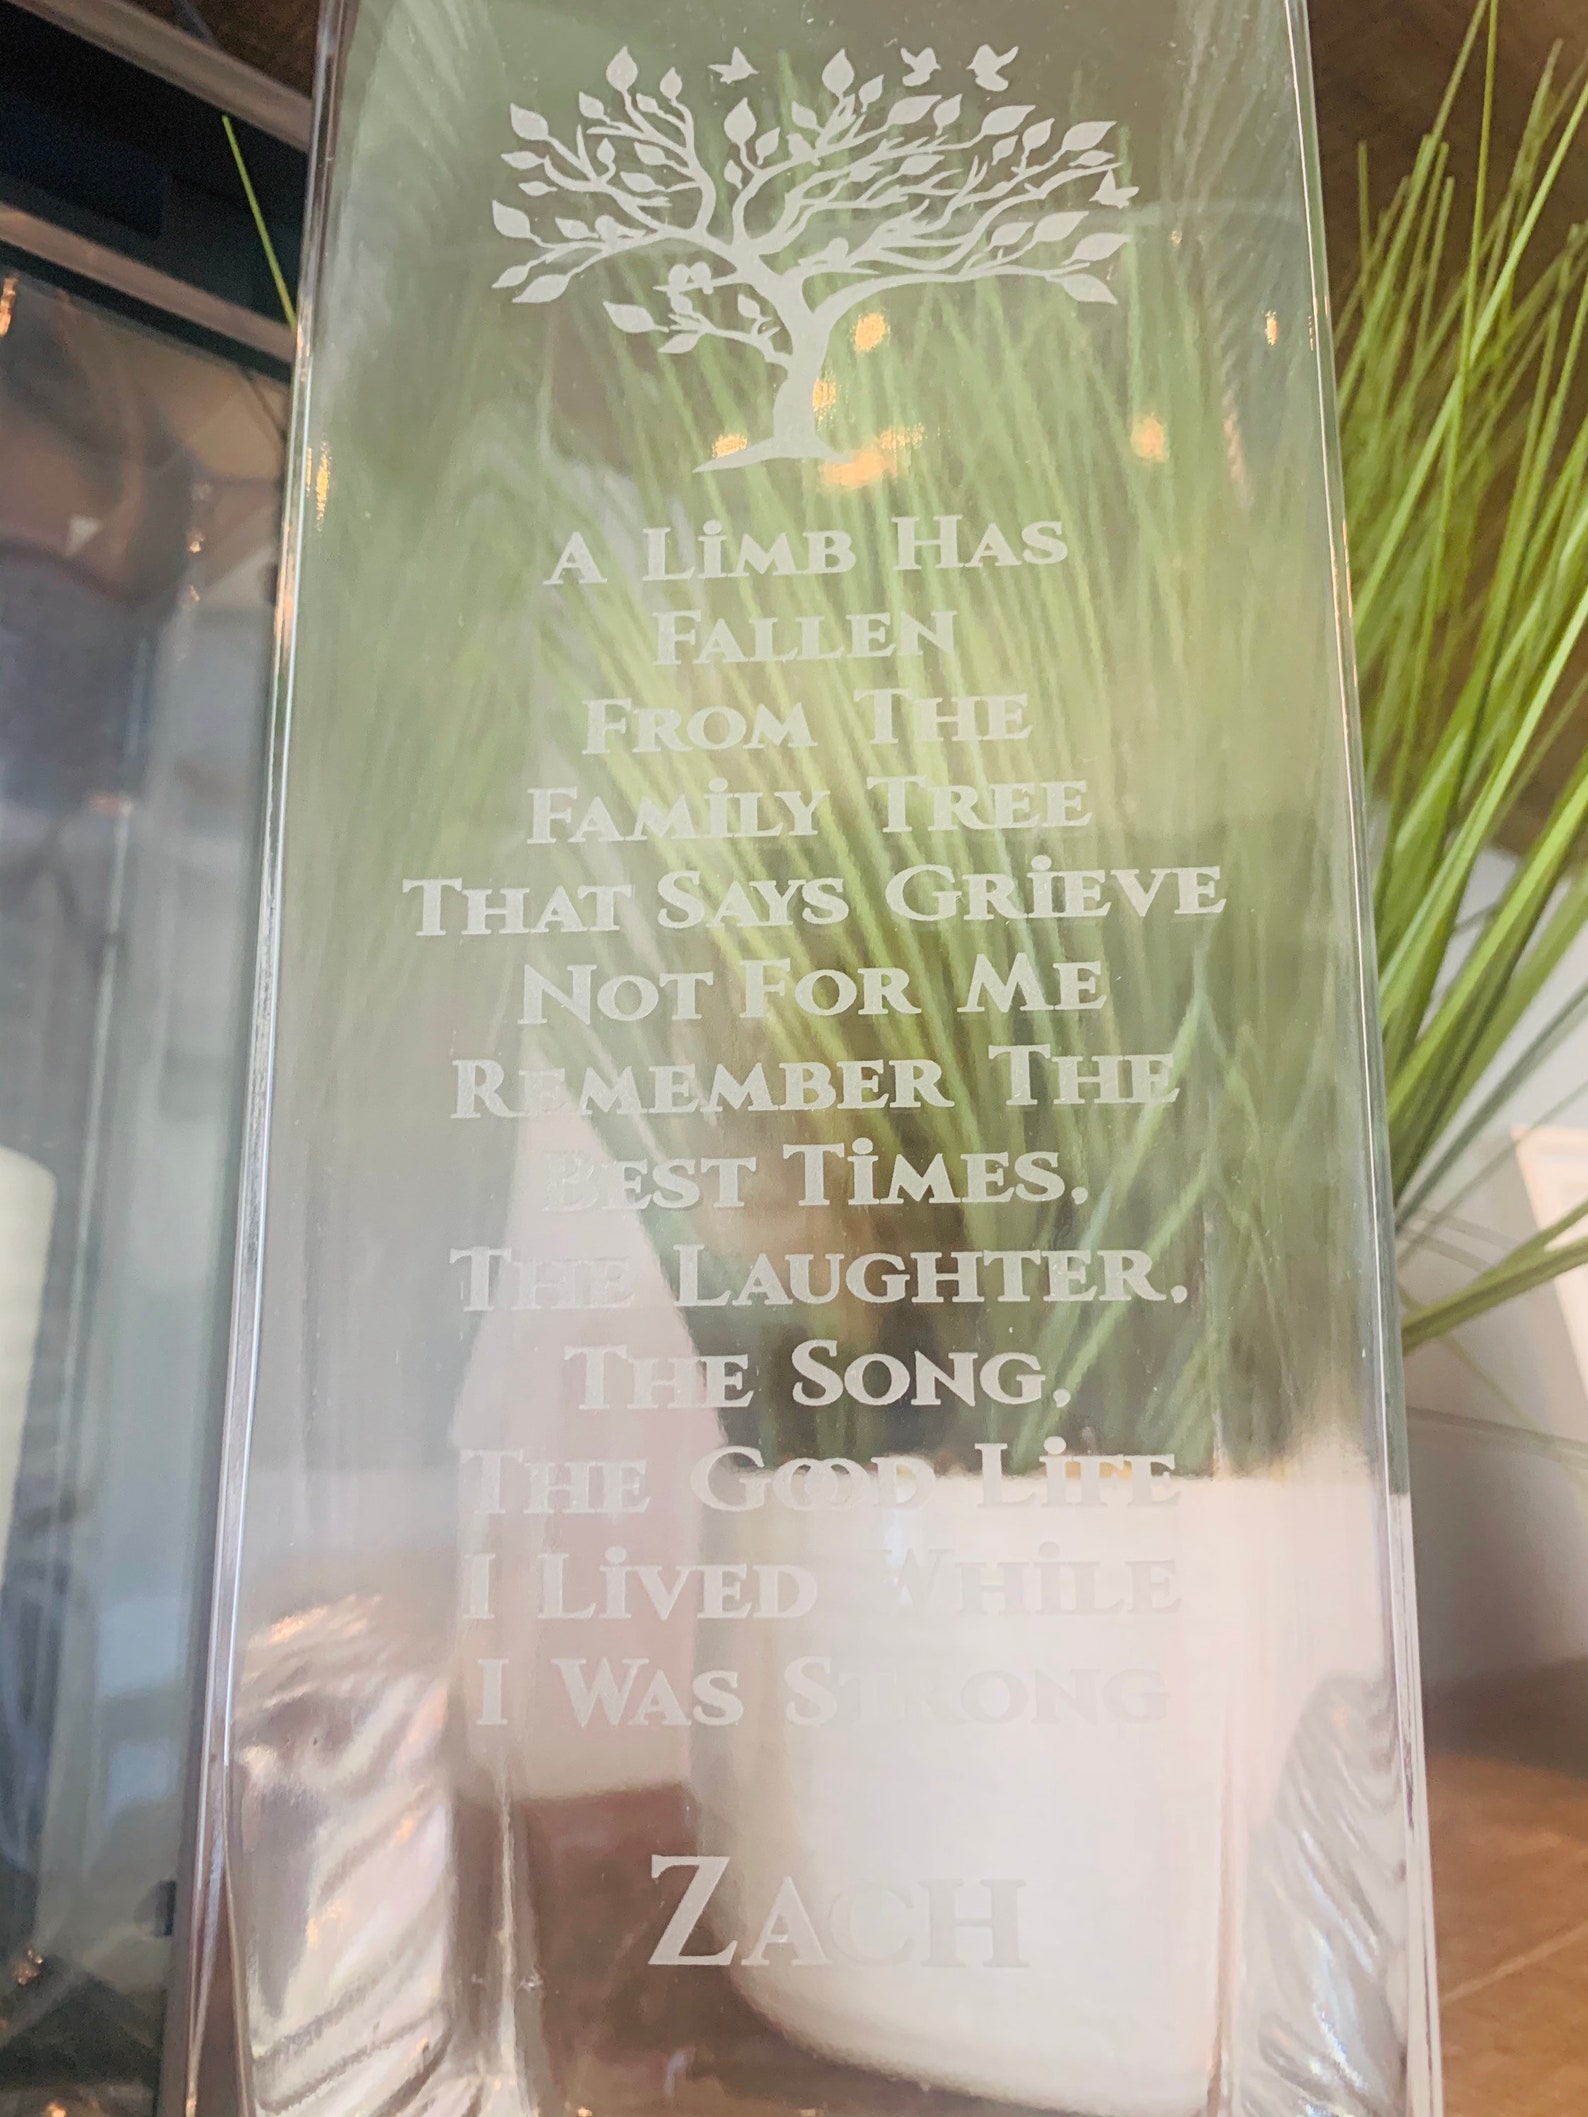 A Limb Has
Fallen
From The
Family Tree
That Says Grieve
Not For Me
Remember The
Best Times,
The Laughter,
The Song,
The Good Life
I Lived While
I Was Strong
Zach